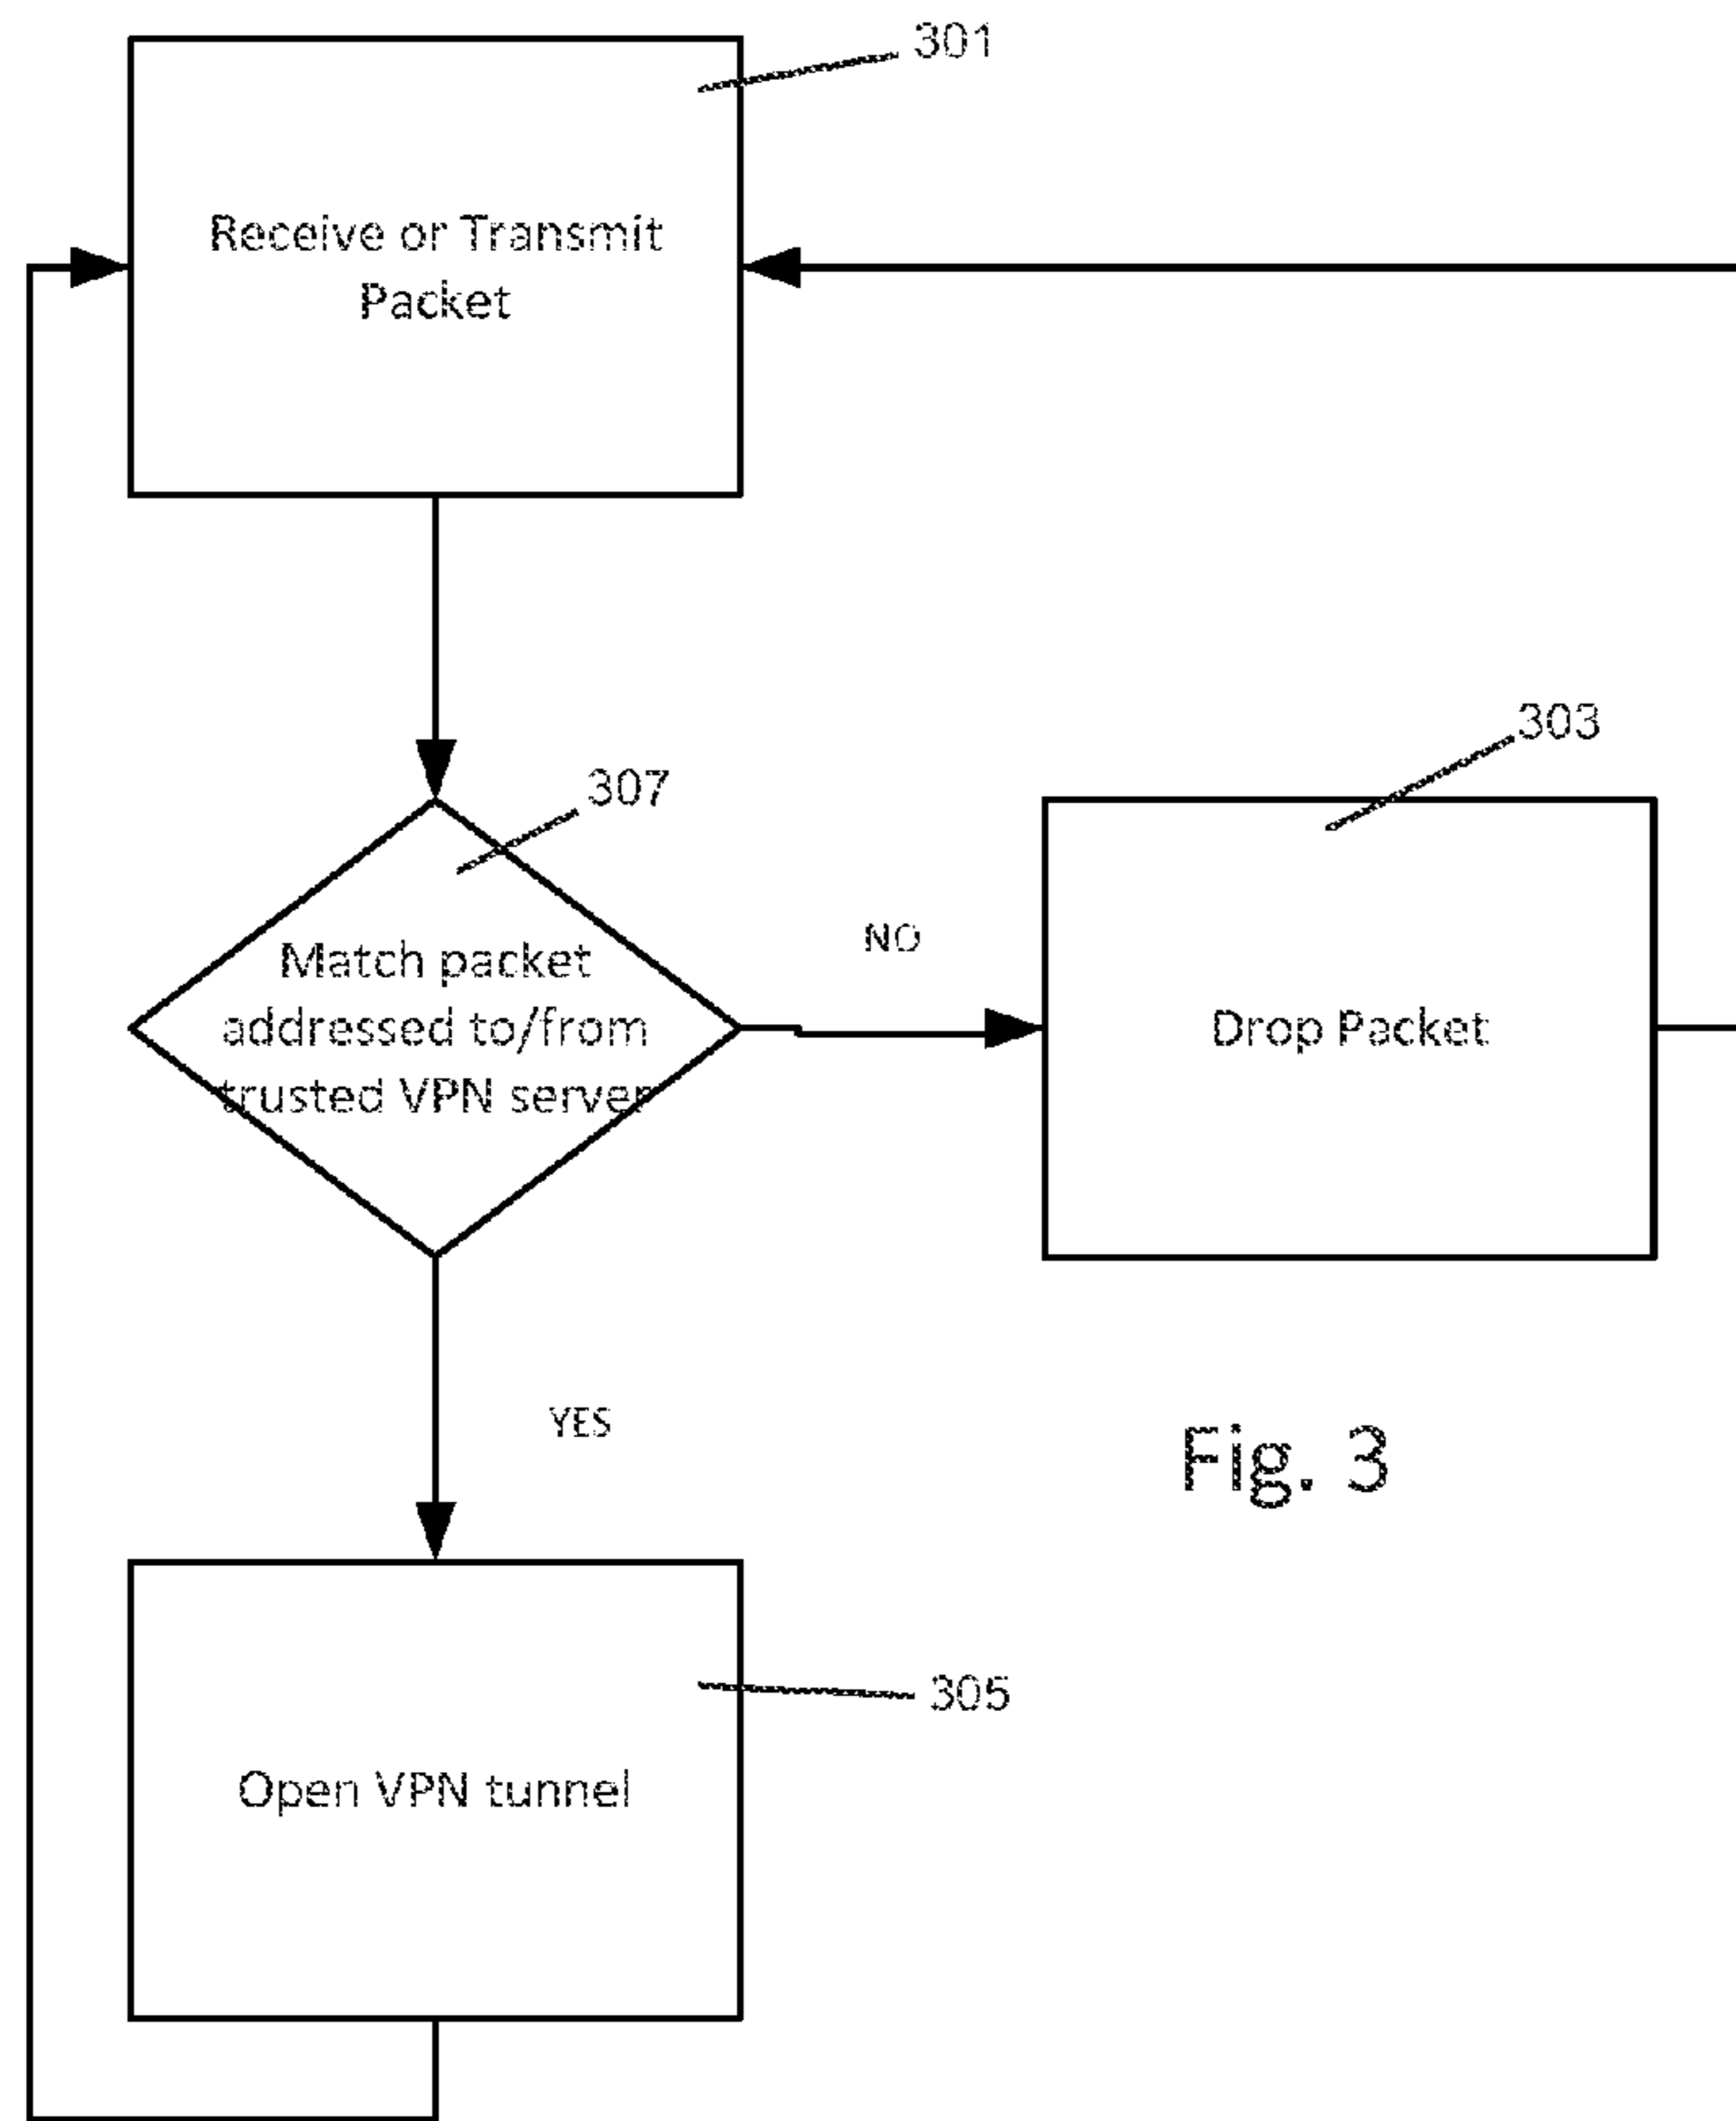 301
Receive or Transmit
Packet
303
307
Match packet
addressed to/from
trusted VPN server
NO
Drop Packet
YES
Fig. 3
305
Open VPN tunnel